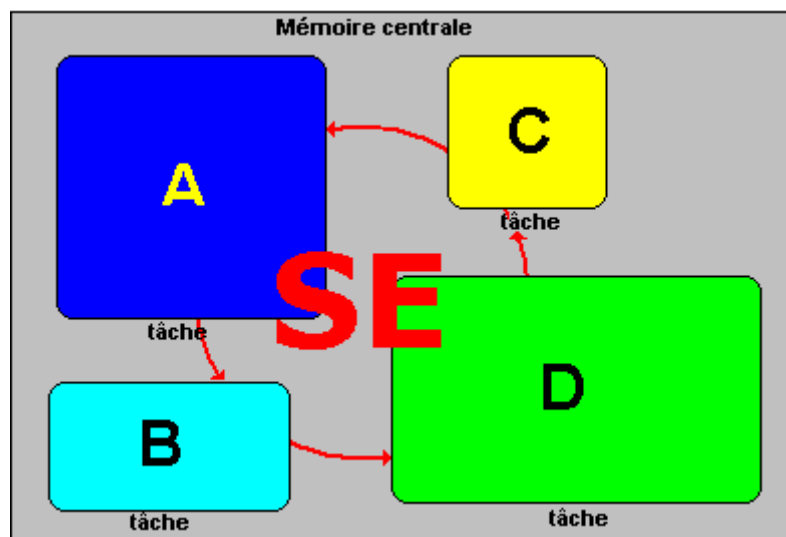 Mémoire centrale
A
C
tâche
SE
tâche
D
B
tâche
tâche